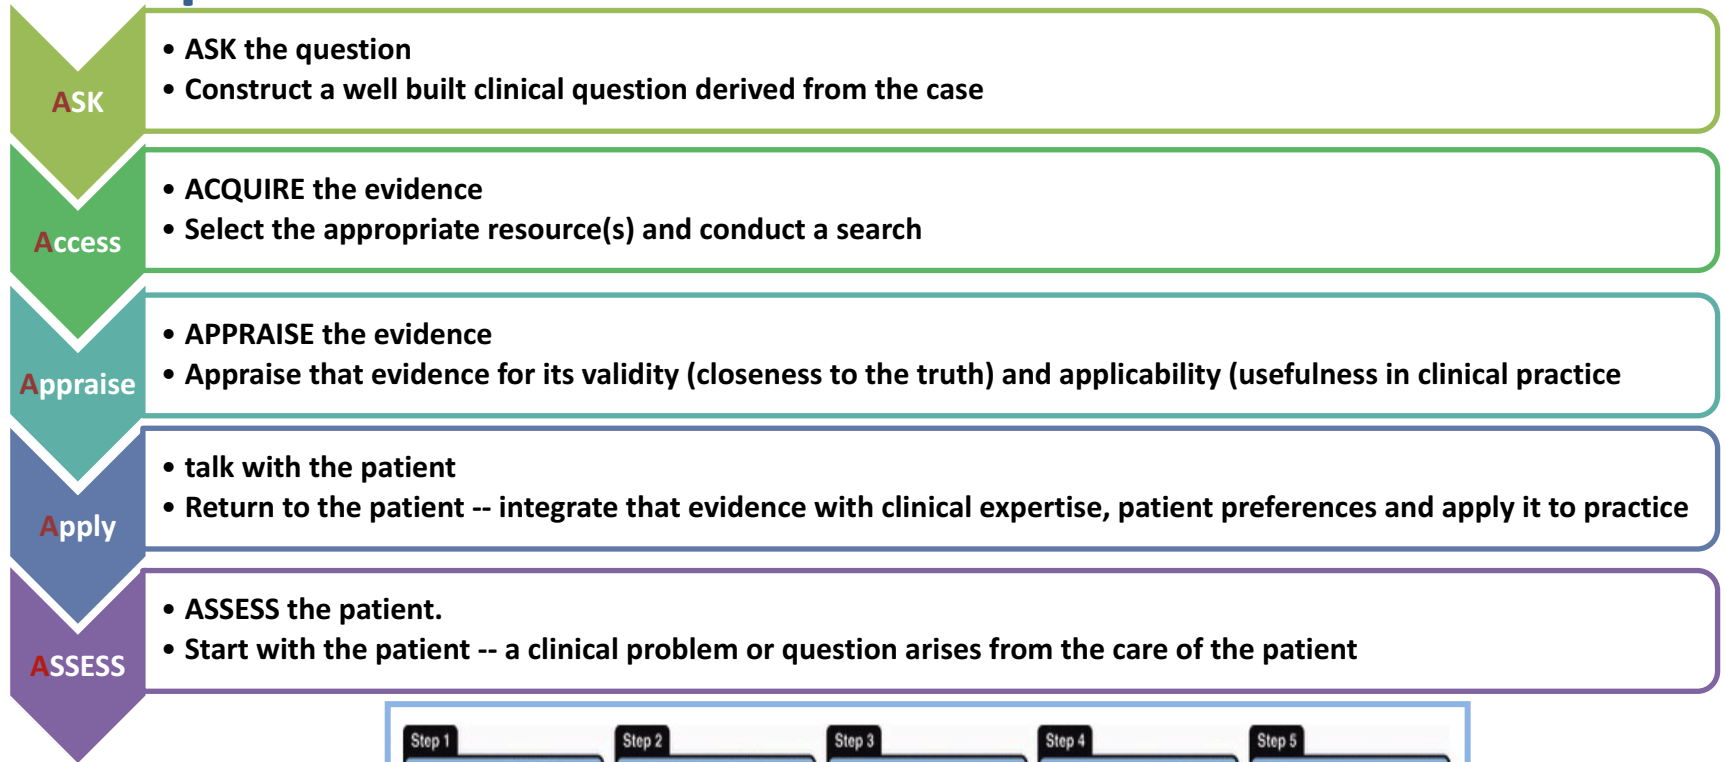 ASK
• ASK the question
• Construct a well built clinical question derived from the case
Access
• ACQUIRE the evidence
• Select the appropriate resource(s) and conduct a search
Appraise
• APPRAISE the evidence
• Appraise that evidence for its validity (closeness to the truth) and applicability (usefulness in clinical practice
Apply
• talk with the patient
• Return to the patient -- integrate that evidence with clinical expertise, patient preferences and apply it to practice
ASSESS
• ASSESS the patient.
• Start with the patient -- a clinical problem or question arises from the care of the patient
Step 1 Step 2 Step 3 Step 4 Step 5